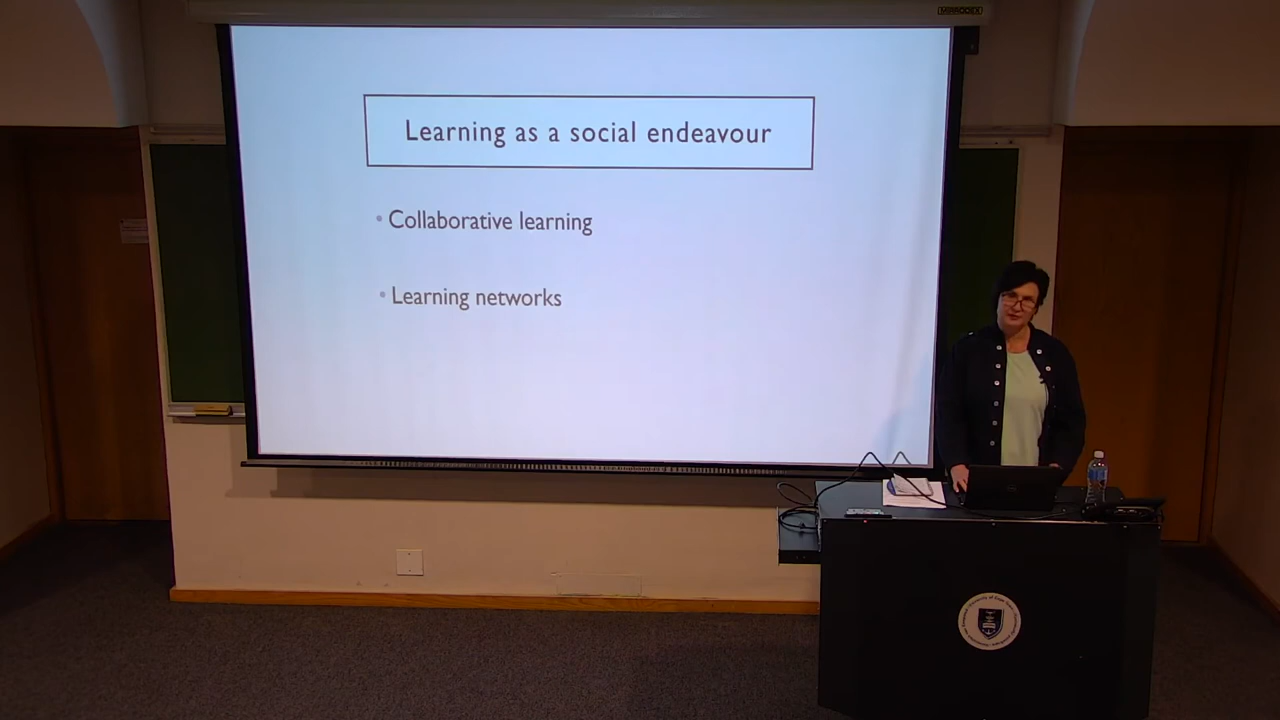 Learning as a social endeavour
• Collaborative learning
• Learning networks